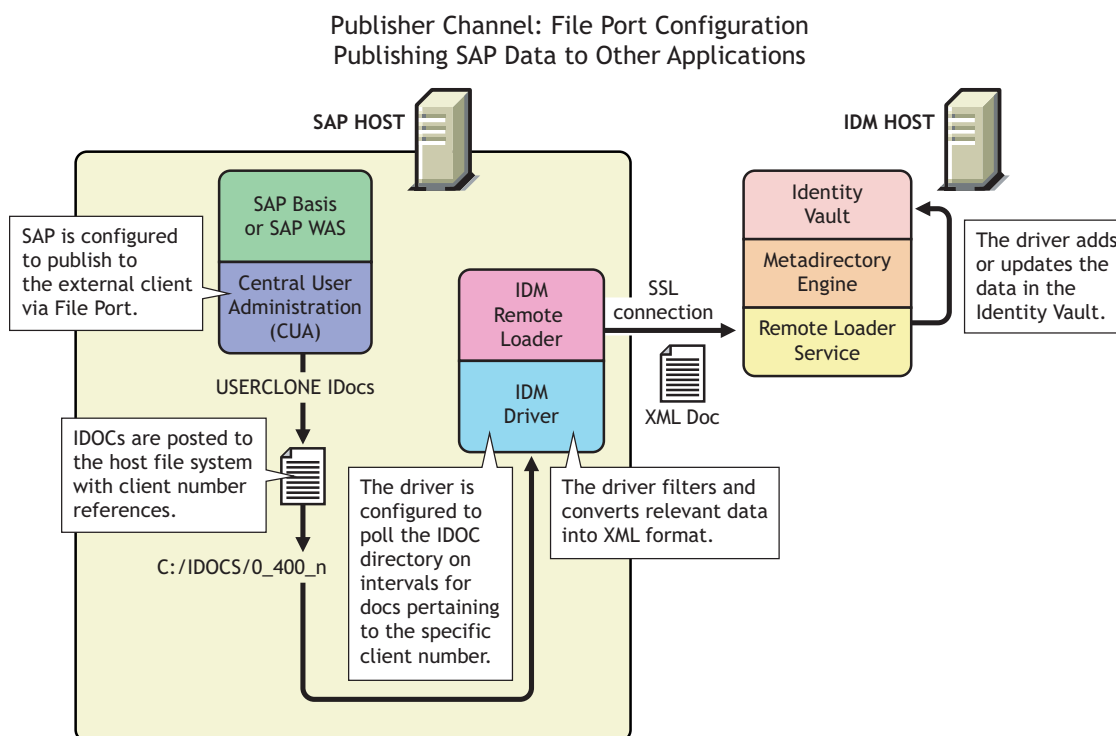 Publisher Channel: File Port Configuration
Publishing SAP Data to Other Applications
SAP HOST
IDM HOST
SAP Basis
or SAP WAS
Central User
Administration
(CUA)
SAP is configured
to publish to
the external client
via File Port.
USERCLONE IDocs
IDOCs are posted to
the host file system
with client number
references.
C:/IDOCS/0_400_n
IDM
Remote
Loader
IDM
Driver
The driver is
configured to
poll the IDOC
directory on
intervals for
docs pertaining
to the specific
client number.
The driver filters and
converts relevant data
into XML format.
SSL
connection
XML Doc
Identity
Vault
Metadirectory
Engine
Remote Loader
Service
The driver adds
or updates the
data in the
Identity Vault.